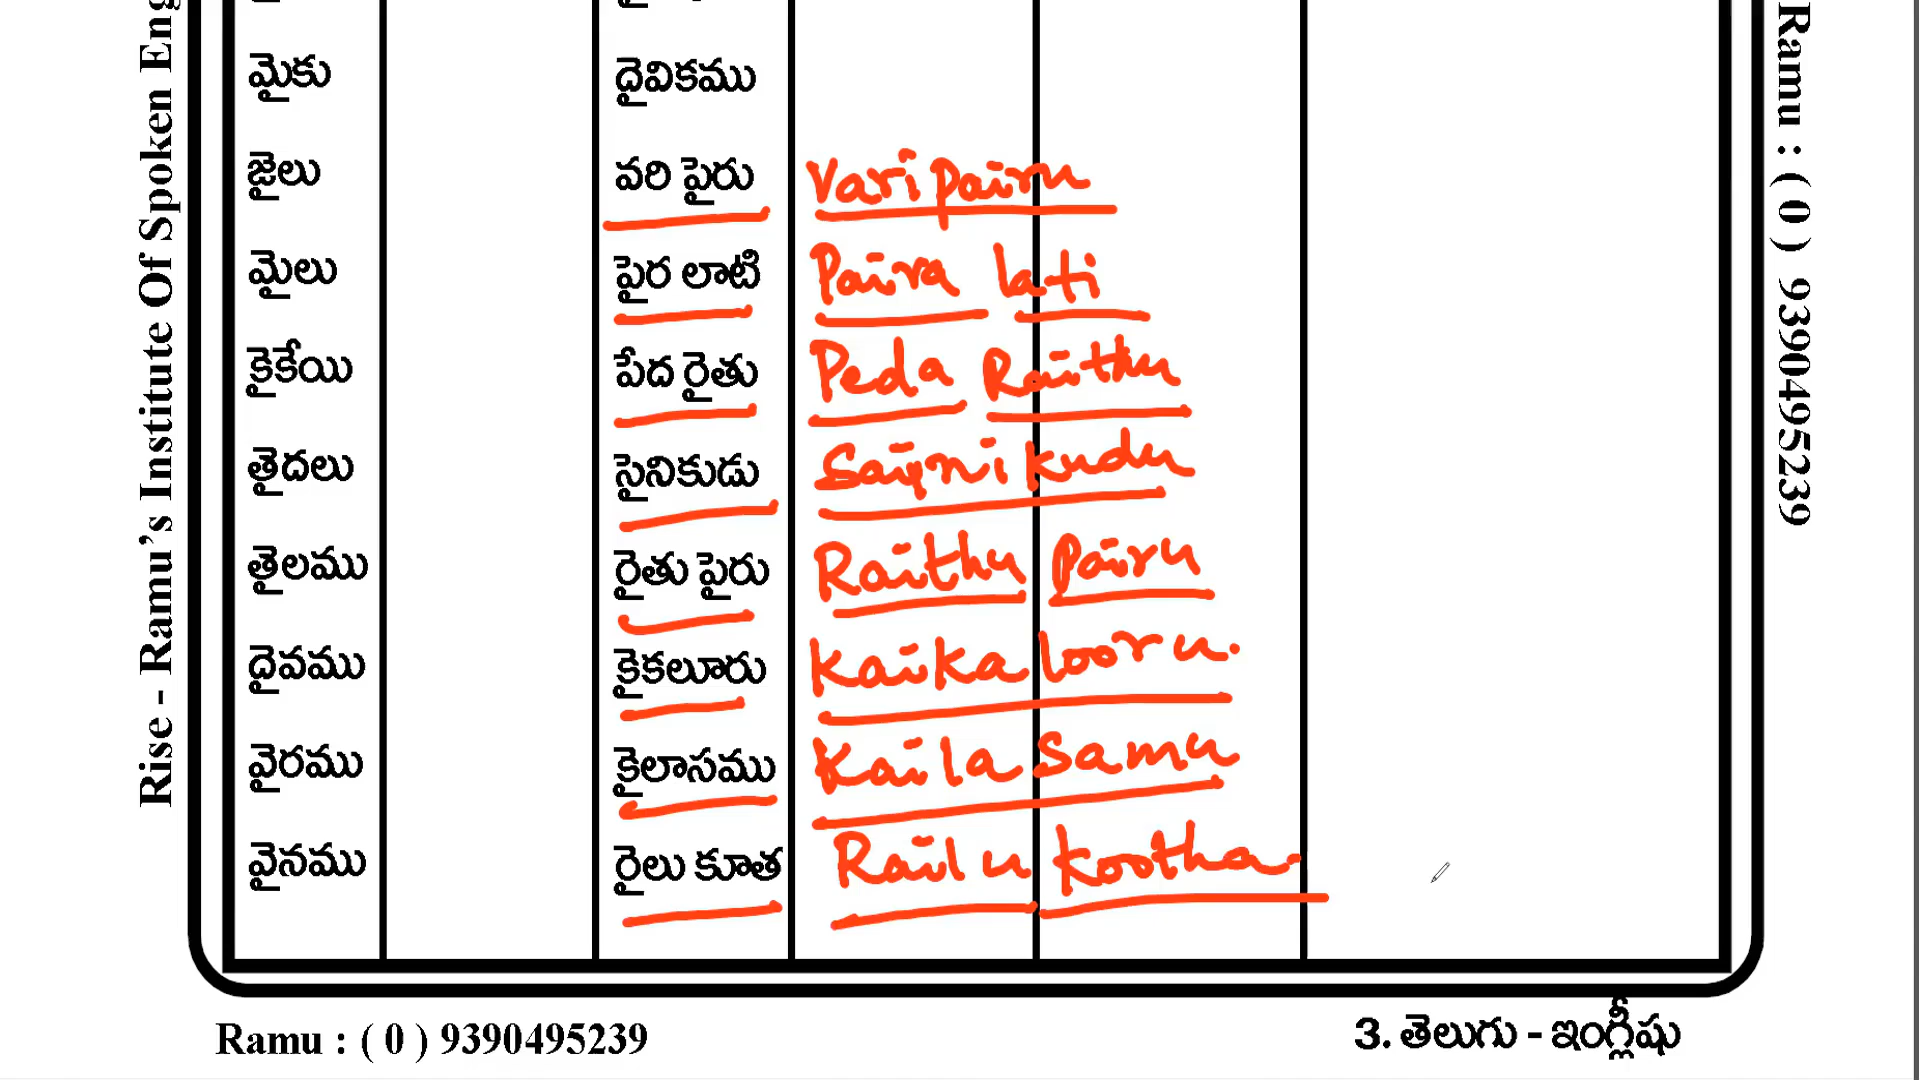 Rise - Ramu's Institute Of Spoken Eng
Ramu : ( 0 ) 9390495239
మైకు దైవికము
జైలు వరి పైరు Vari pairu
మైలు పైర లాటి Paira lati
కైకేయి పేద రైతు Peda Raithu
తైదలు సైనికుడు Sainikudu
తైలము రైతు పైరు Raithu pairu
దైవము కైకలూరు Kaikalooru.
వైరము కైలాసము Kailasamu
వైనము రైలు కూత Railu Kootha
Ramu : ( 0 ) 9390495239 3. తెలుగు - ఇంగ్లీషు